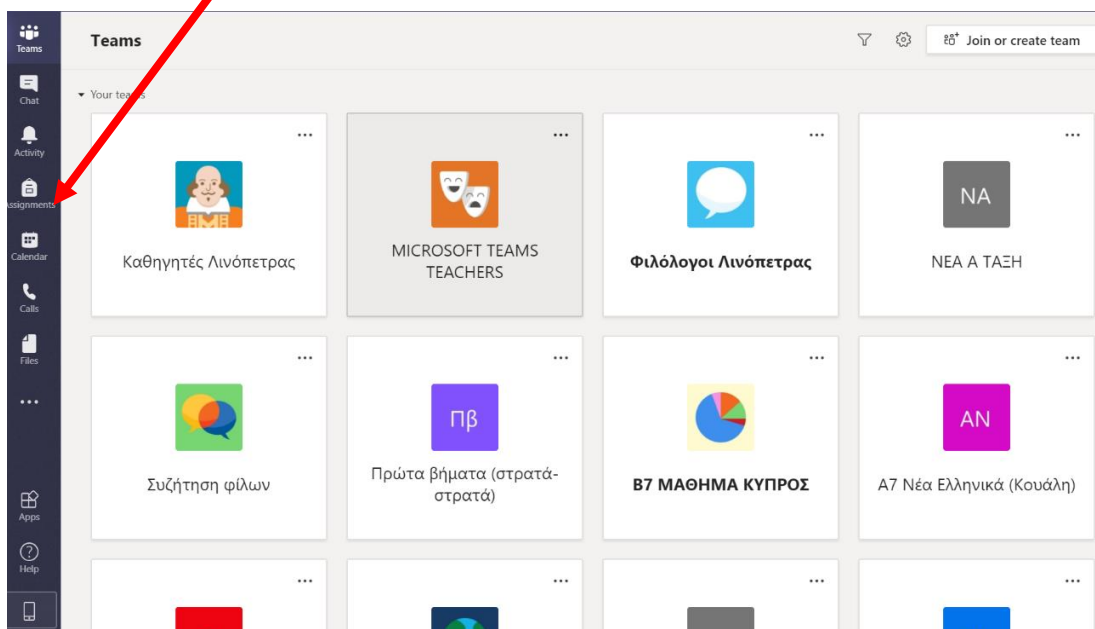 Teams
Chat
Activity
Assignments
Calendar
Calls
Files
Apps
Help
Teams
Join or create team
Your teams
Καθηγητές Λινόπετρας
MICROSOFT TEAMS
TEACHERS
Φιλόλογοι Λινόπετρας
NA
ΝΕΑ Α ΤΑΞΗ
Συζήτηση φίλων
Πβ
Πρώτα βήματα (στρατά-
στρατά)
Β7 ΜΑΘΗΜΑ ΚΥΠΡΟΣ
AN
Α7 Νέα Ελληνικά (Κουάλη)